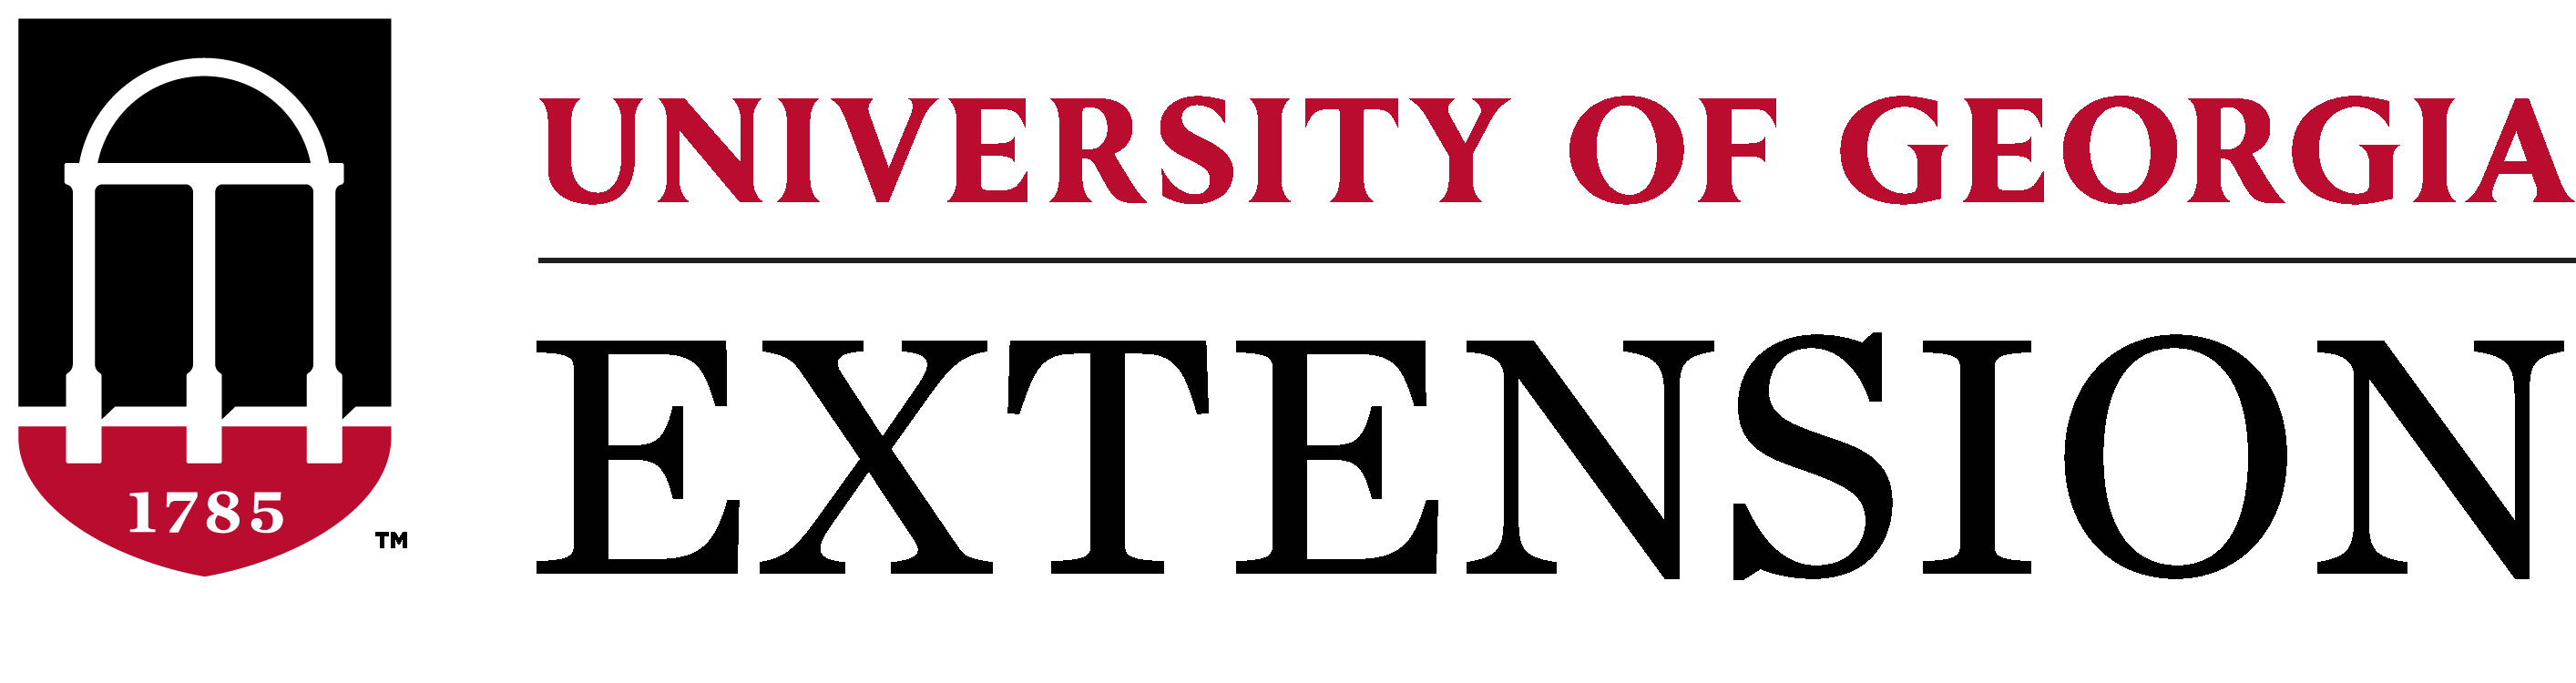 UNIVERSITY OF GEORGIA
EXTENSION
1785
™